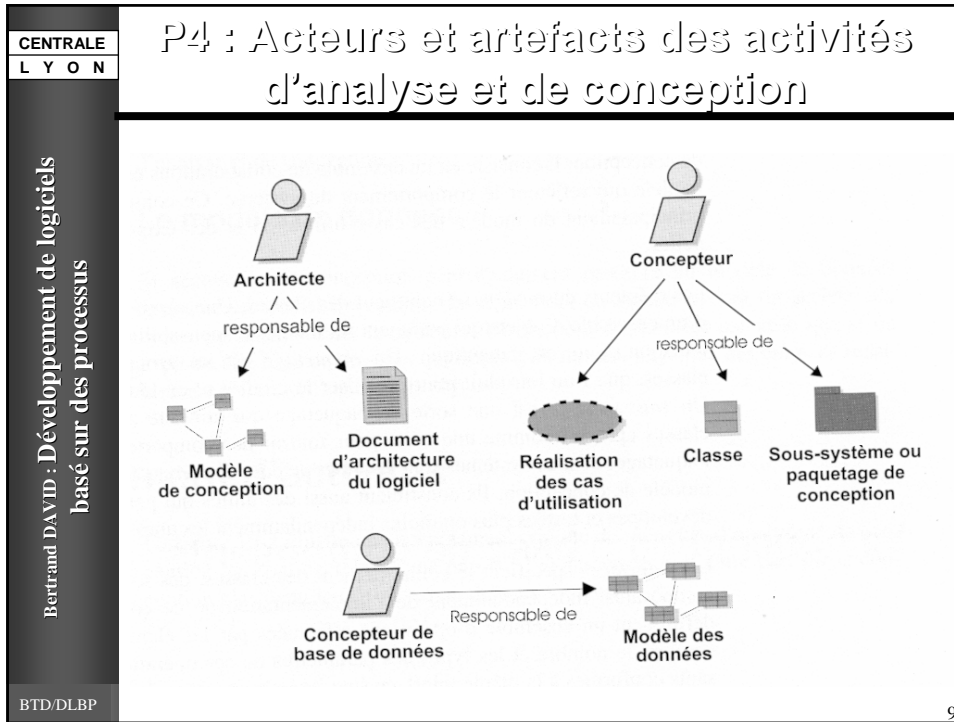 CENTRALE
L Y O N
P4 : Acteurs et artefacts des activités
d'analyse et de conception
Bertrand DAVID : Développement de logiciels
basé sur des processus
Architecte
responsable de
Modèle
de conception
Document
d'architecture
du logiciel
Concepteur
responsable de
Réalisation
des cas
d'utilisation
Classe
Sous-système ou
paquetage de
conception
Concepteur de
base de données
Responsable de
Modèle des
données
BTD/DLBP
9